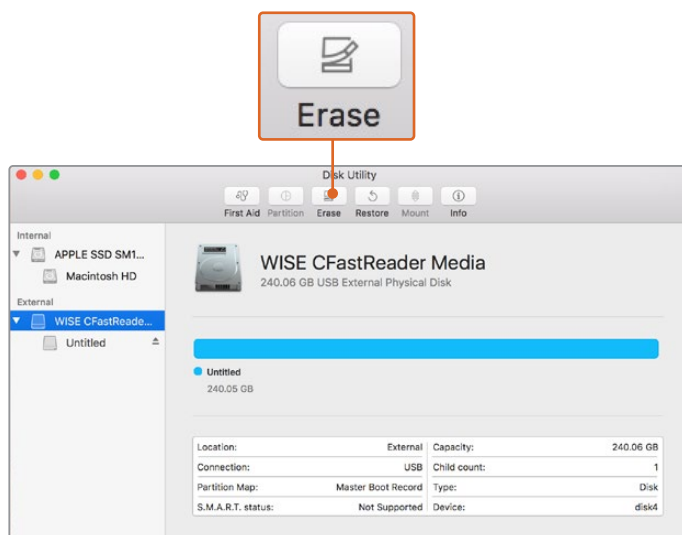 Erase
Disk Utility
First Aid Partition Erase Restore Mount Info
Internal
APPLE SSD SM1...
Macintosh HD
External
WISE CFastReade...
Untitled
WISE CFastReader Media
240.06 GB USB External Physical Disk
Untitled
240.05 GB
Location: External Capacity: 240.06 GB
Connection: USB Child count: 1
Partition Map: Master Boot Record Type: Disk
S.M.A.R.T. status: Not Supported Device: disk4